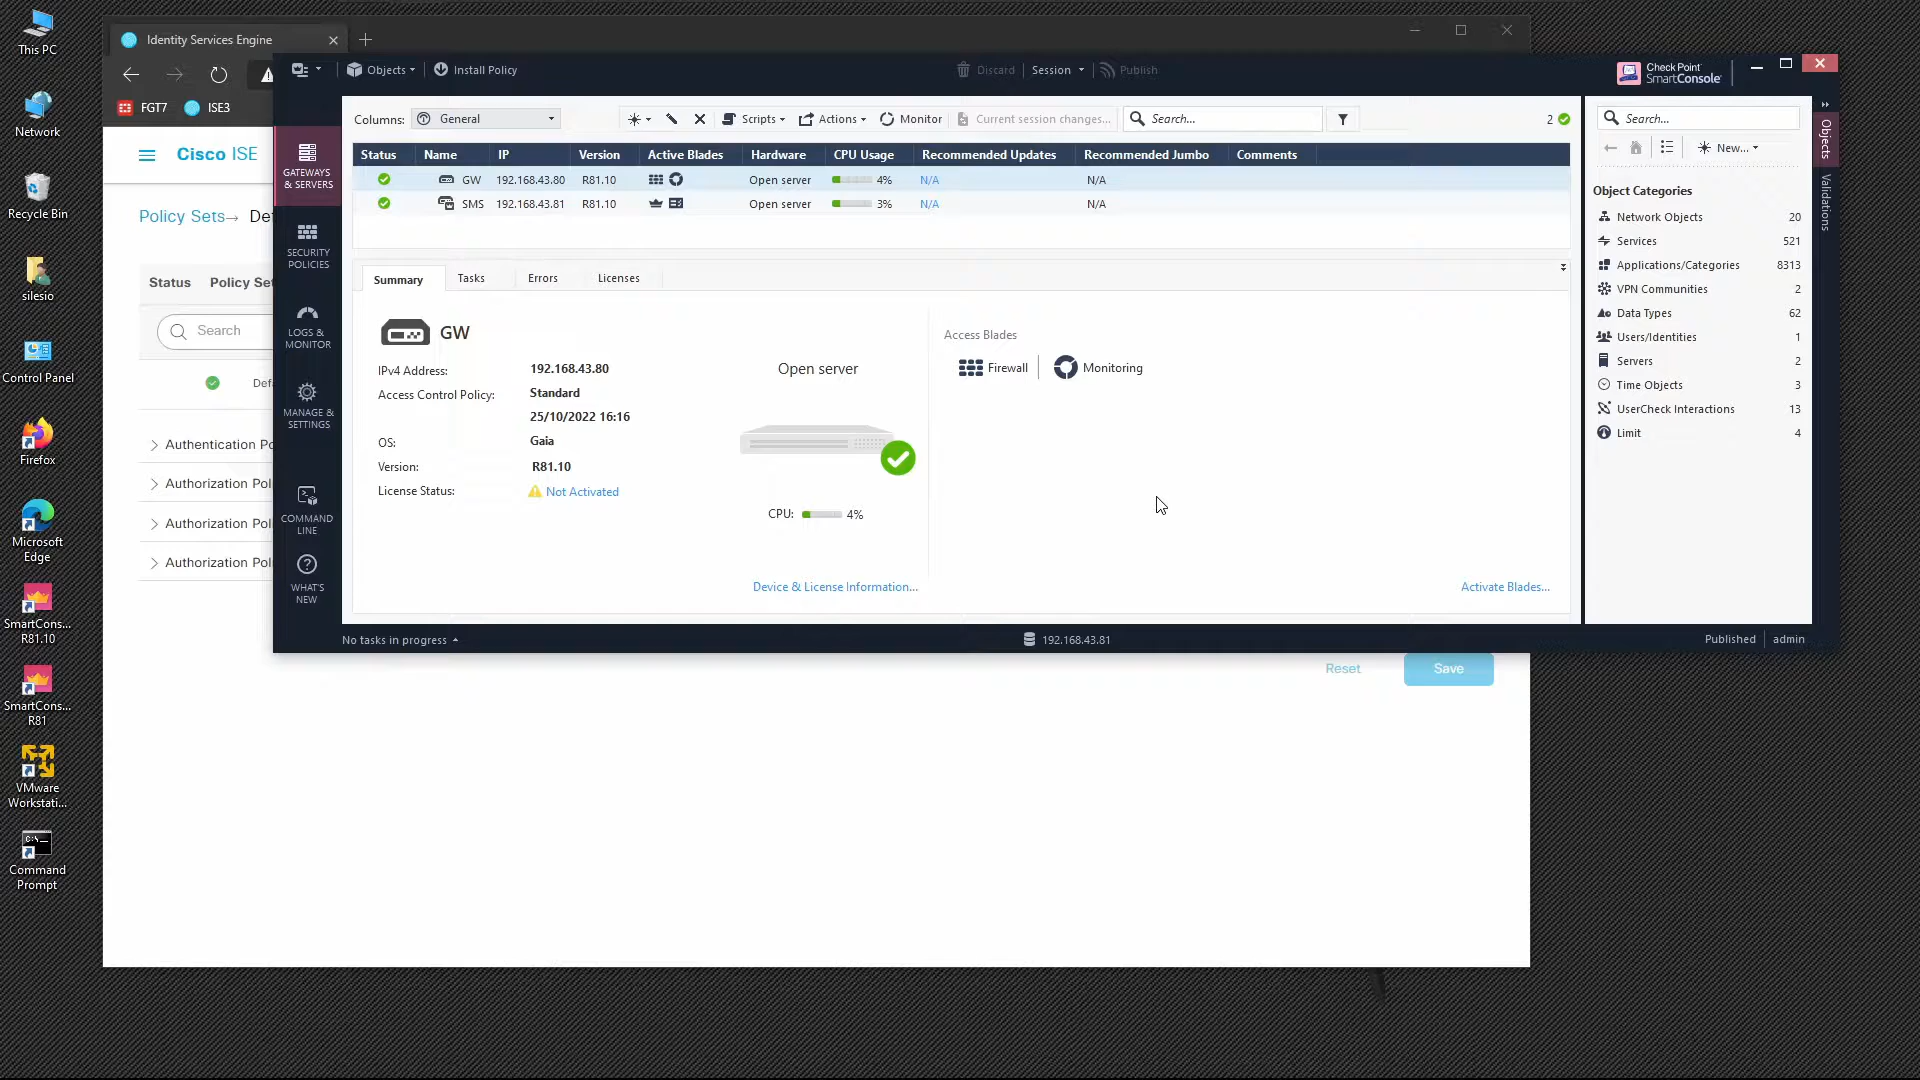 This PC
Network
Recycle Bin
silesio
Control Panel
Firefox
Microsoft
Edge
SmartCons...
R81.10
SmartCons...
R81
VMware
Workstati...
Command
Prompt
Identity Services Engine
FGT7
ISE3
Cisco ISE
Policy Sets→
Status
Policy Set
Search
Authentication Po
Authorization Pol
Authorization Pol
Authorization Pol
Reset
Save
Objects
Install Policy
Discard
Session
Publish
Check Point
SmartConsole
GATEWAYS
& SERVERS
SECURITY
POLICIES
LOGS &
MONITOR
MANAGE &
SETTINGS
COMMAND
LINE
WHAT'S
NEW
Columns:
General
Scripts
Actions
Monitor
Current session changes...
Search...
2
Status Name IP Version Active Blades Hardware CPU Usage Recommended Updates Recommended Jumbo Comments
GW 192.168.43.80 R81.10 Open server 4% N/A N/A
SMS 192.168.43.81 R81.10 Open server 3% N/A N/A
Summary
Tasks
Errors
Licenses
GW
IPv4 Address: 192.168.43.80
Access Control Policy: Standard
25/10/2022 16:16
OS: Gaia
Version: R81.10
License Status: Not Activated
Open server
CPU: 4%
Device & License Information...
Access Blades
Firewall
Monitoring
Activate Blades...
Search...
New...
Object Categories
Network Objects 20
Services 521
Applications/Categories 8313
VPN Communities 2
Data Types 62
Users/Identities 1
Servers 2
Time Objects 3
UserCheck Interactions 13
Limit 4
Objects
Validations
No tasks in progress
192.168.43.81
Published
admin